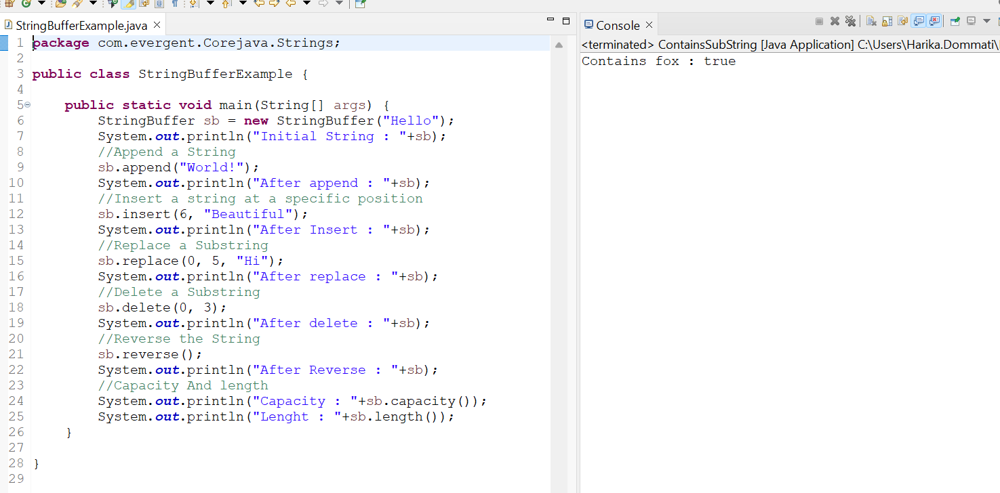 StringBufferExample.java
1 package com.evergent.Corejava.Strings;
2
3 public class StringBufferExample {
4
5 public static void main(String[] args) {
6 StringBuffer sb = new StringBuffer("Hello");
7 System.out.println("Initial String : "+sb);
8 //Append a String
9 sb.append("World!");
10 System.out.println("After append : "+sb);
11 //Insert a string at a specific position
12 sb.insert(6, "Beautiful");
13 System.out.println("After Insert : "+sb);
14 //Replace a Substring
15 sb.replace(0, 5, "Hi");
16 System.out.println("After replace : "+sb);
17 //Delete a Substring
18 sb.delete(0, 3);
19 System.out.println("After delete : "+sb);
20 //Reverse the String
21 sb.reverse();
22 System.out.println("After Reverse : "+sb);
23 //Capacity And length
24 System.out.println("Capacity : "+sb.capacity());
25 System.out.println("Lenght : "+sb.length());
26 }
27
28 }
29
Console
<terminated> ContainsSubString [Java Application] C:\Users\Harika.Dommati\
Contains fox : true